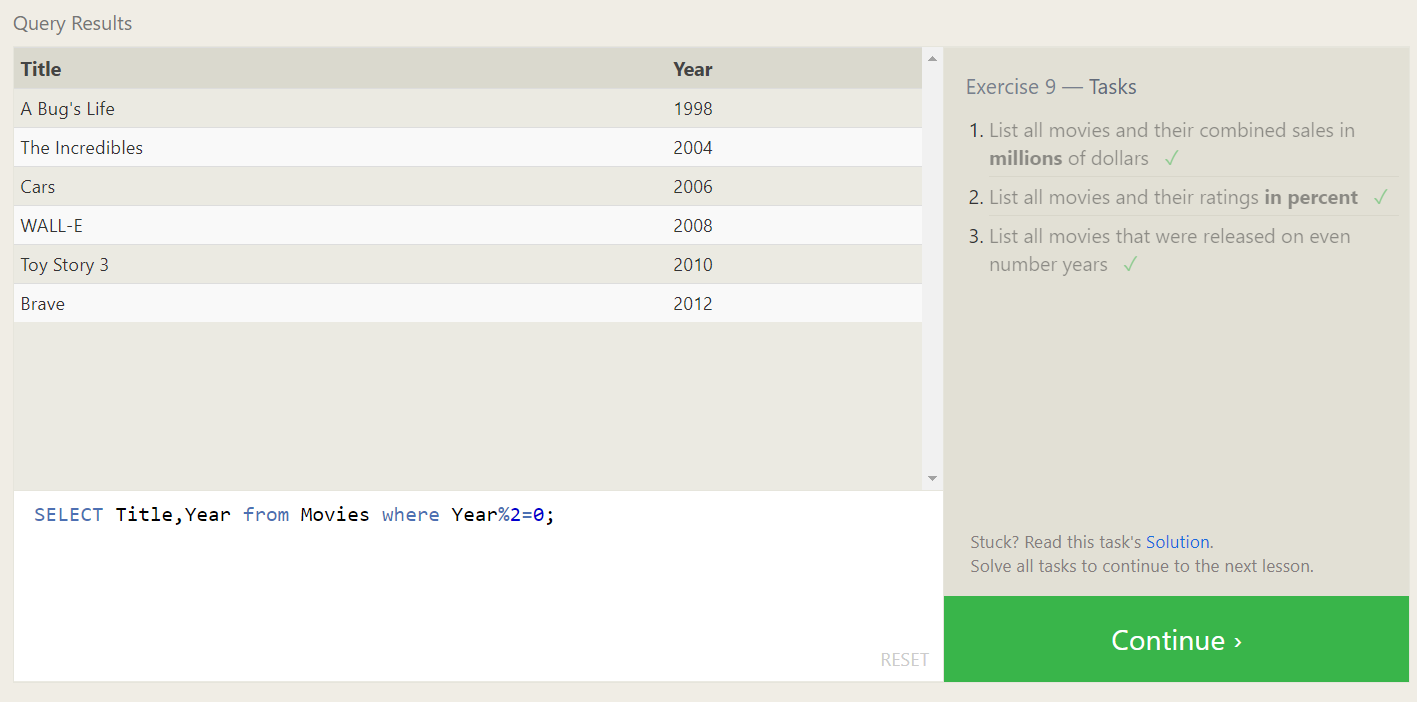 Query Results
Title Year
A Bug's Life 1998
The Incredibles 2004
Cars 2006
WALL-E 2008
Toy Story 3 2010
Brave 2012
SELECT Title,Year from Movies where Year%2=0;
RESET
Exercise 9 — Tasks
1. List all movies and their combined sales in
millions of dollars ✓
2. List all movies and their ratings in percent ✓
3. List all movies that were released on even
number years ✓
Stuck? Read this task's Solution.
Solve all tasks to continue to the next lesson.
Continue ›